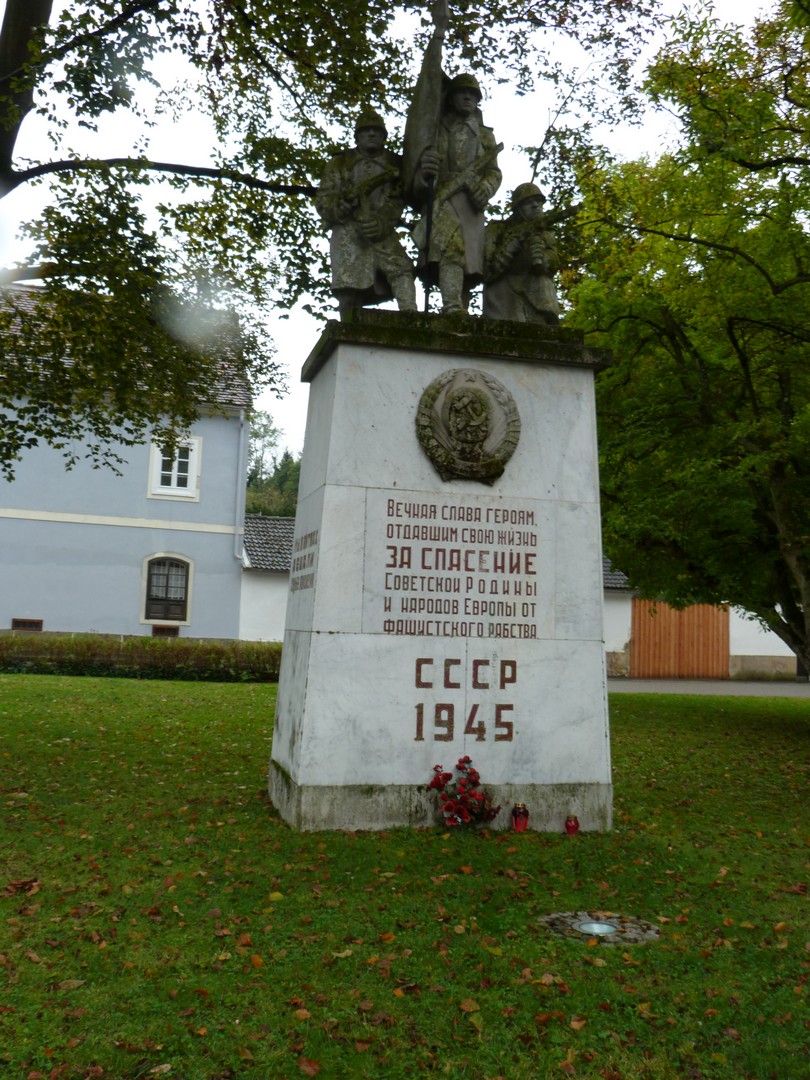 Вечная слава героям,
отдавшим свою жизнь
за спасение
Советской Родины
и народов Европы от
фашистского рабства
СССР
1945